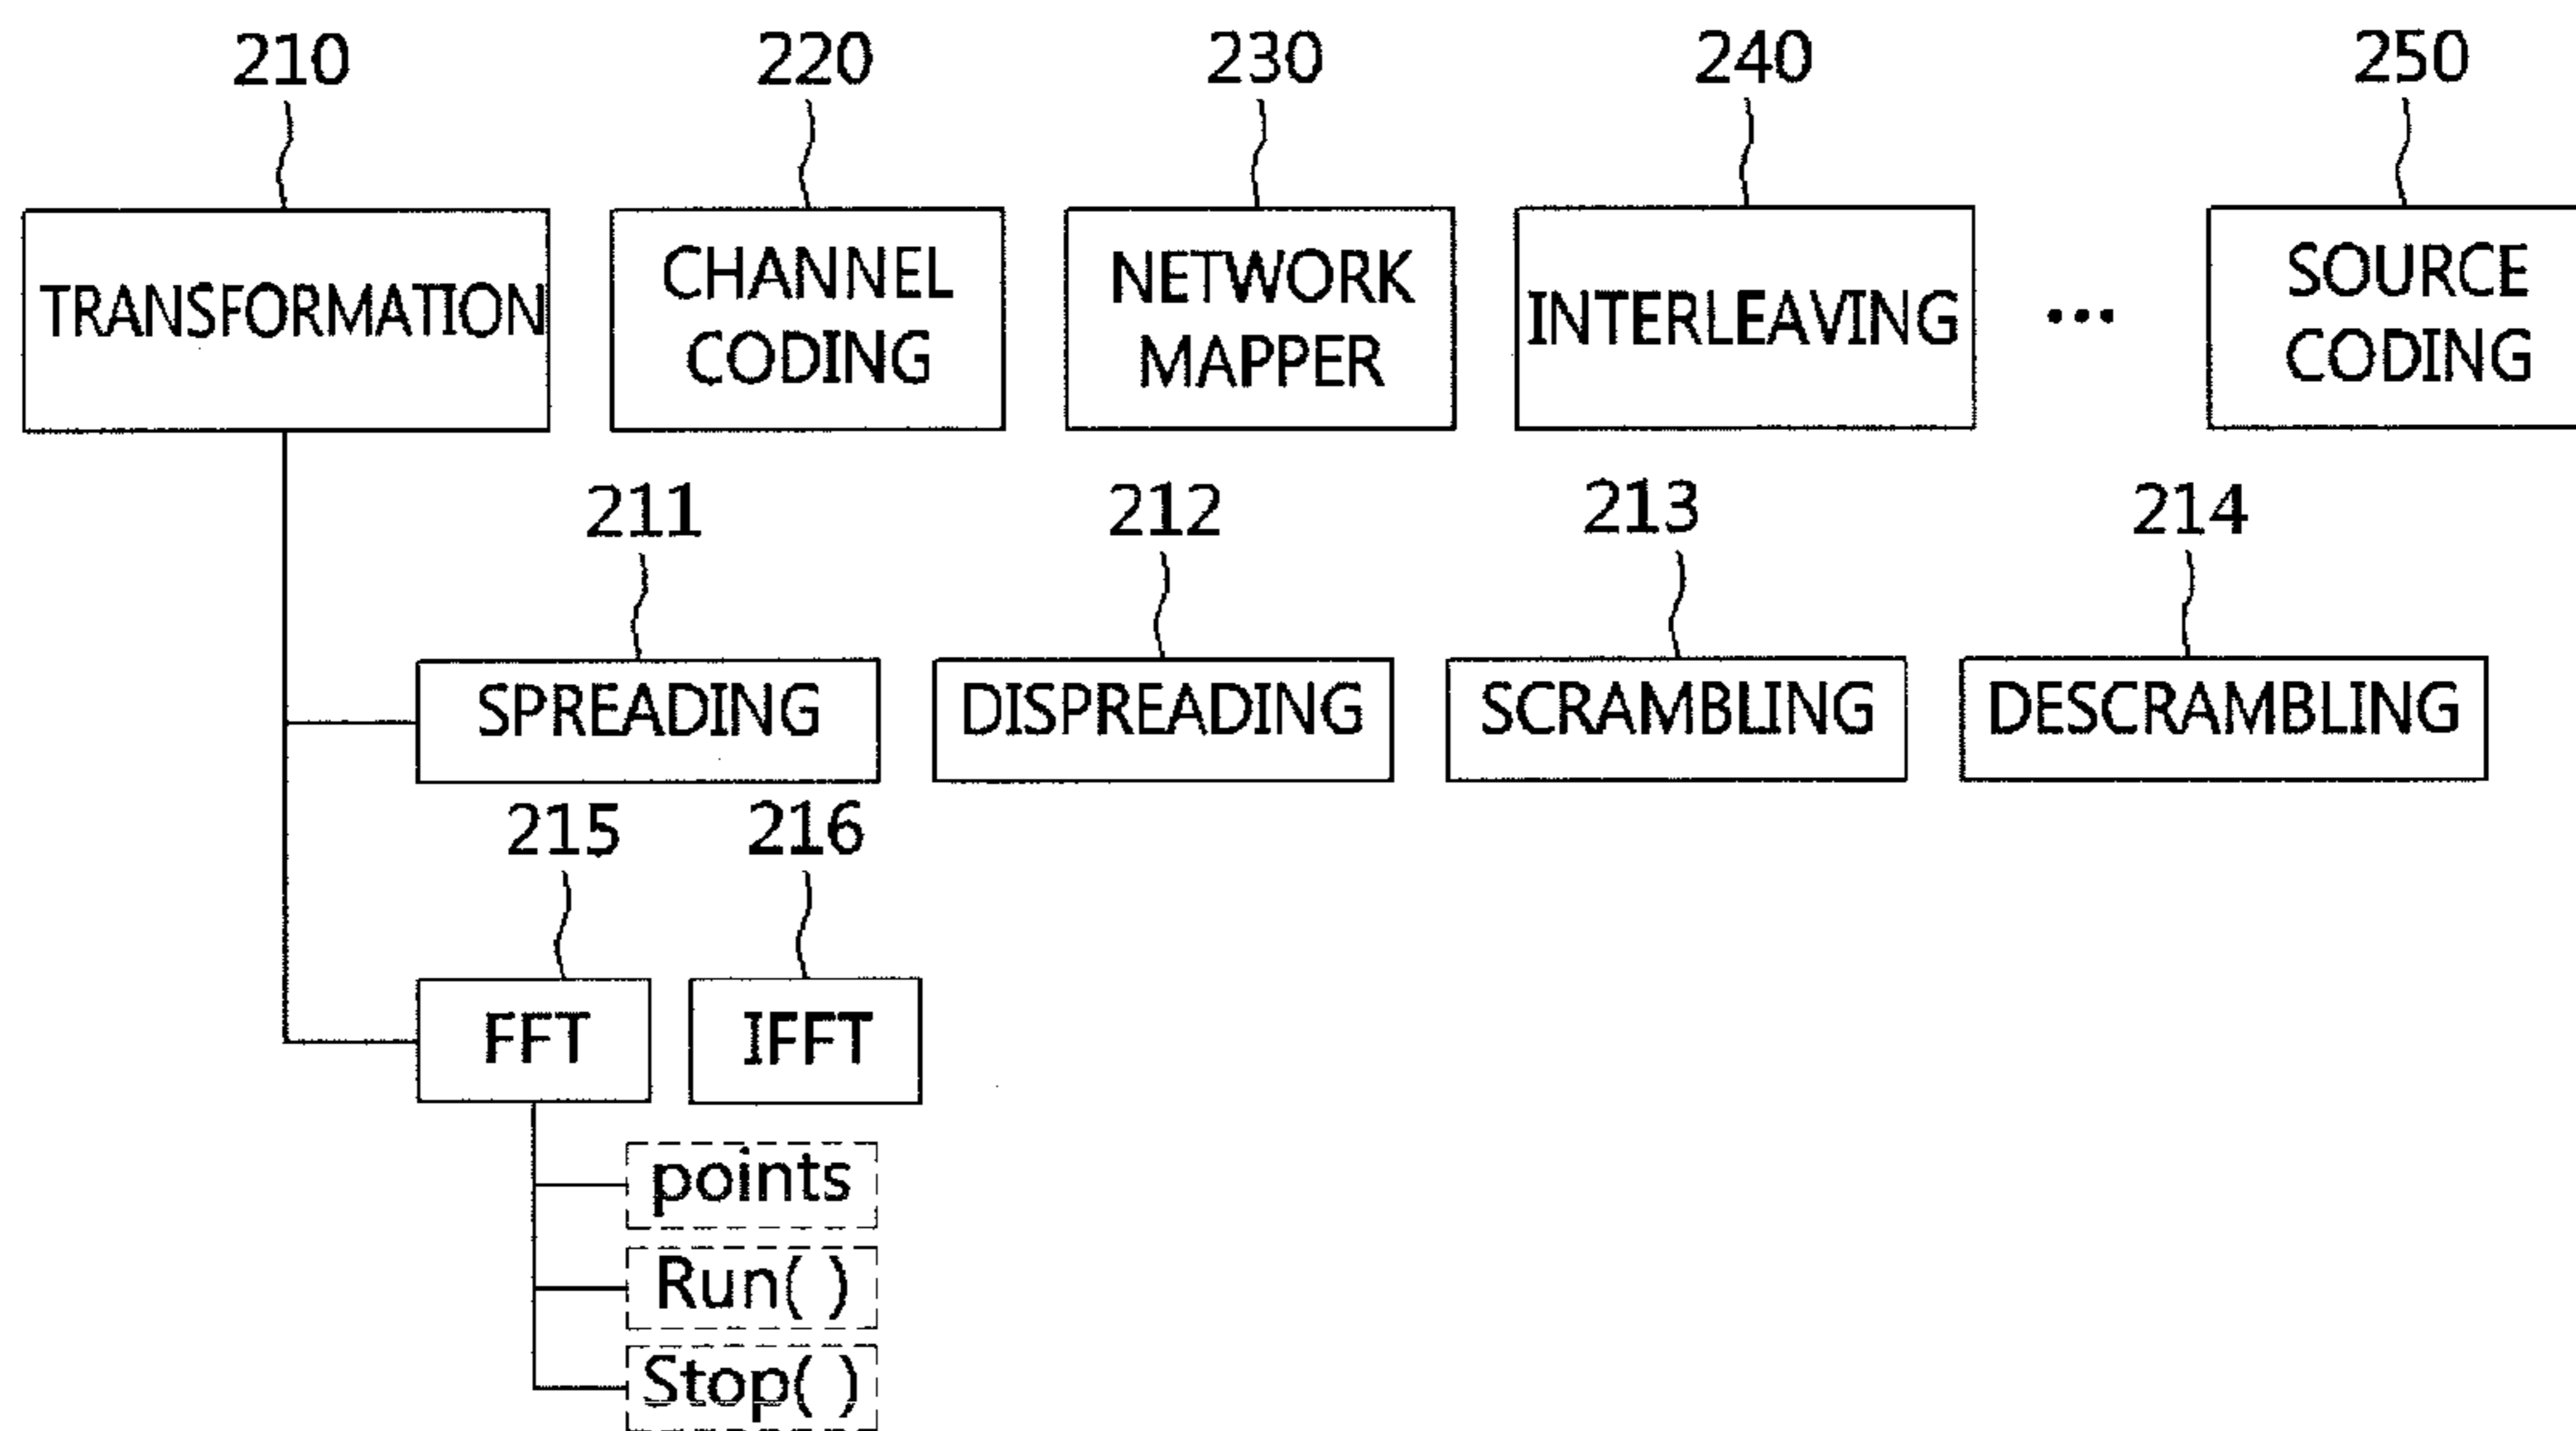 210 220 230 240 250
TRANSFORMATION
CHANNEL
CODING
NETWORK
MAPPER
INTERLEAVING
...
SOURCE
CODING
211 212 213 214
SPREADING DISPREADING SCRAMBLING DESCRAMBLING
215 216
FFT IFFT
points
Run( )
Stop( )